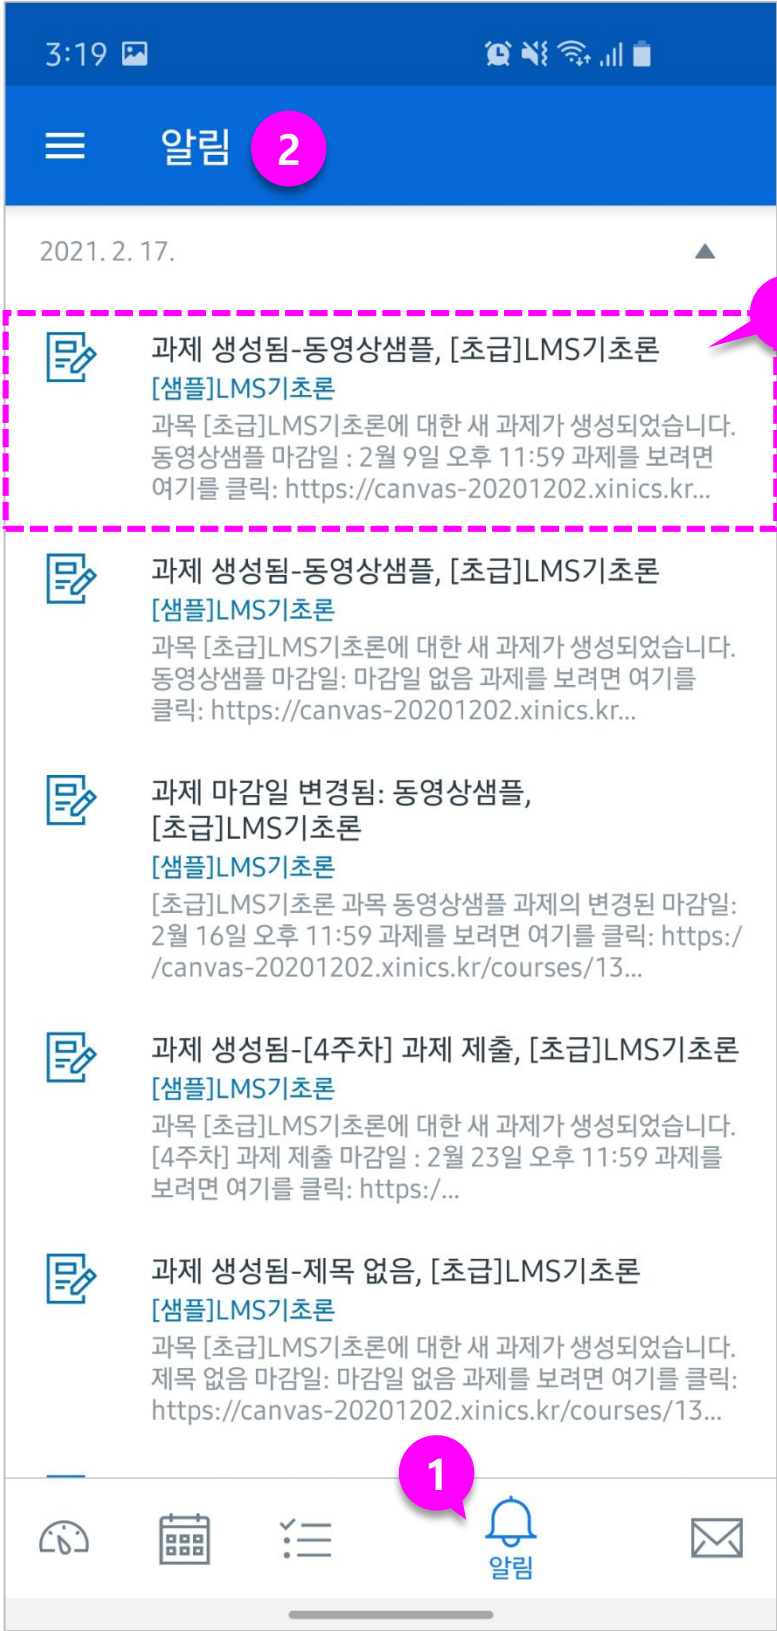 3:19
알림
2
2021. 2. 17.
과제 생성됨-동영상샘플, [초급]LMS기초론
[샘플]LMS기초론
과목 [초급]LMS기초론에 대한 새 과제가 생성되었습니다.
동영상샘플 마감일 : 2월 9일 오후 11:59 과제를 보려면
여기를 클릭: https://canvas-20201202.xinics.kr...
과제 생성됨-동영상샘플, [초급]LMS기초론
[샘플]LMS기초론
과목 [초급]LMS기초론에 대한 새 과제가 생성되었습니다.
동영상샘플 마감일: 마감일 없음 과제를 보려면 여기를
클릭: https://canvas-20201202.xinics.kr...
과제 마감일 변경됨: 동영상샘플,
[초급]LMS기초론
[샘플]LMS기초론
[초급]LMS기초론 과목 동영상샘플 과제의 변경된 마감일:
2월 16일 오후 11:59 과제를 보려면 여기를 클릭: https:/
/canvas-20201202.xinics.kr/courses/13...
과제 생성됨-[4주차] 과제 제출, [초급]LMS기초론
[샘플]LMS기초론
과목 [초급]LMS기초론에 대한 새 과제가 생성되었습니다.
[4주차] 과제 제출 마감일 : 2월 23일 오후 11:59 과제를
보려면 여기를 클릭: https:/...
과제 생성됨-제목 없음, [초급]LMS기초론
[샘플]LMS기초론
과목 [초급]LMS기초론에 대한 새 과제가 생성되었습니다.
제목 없음 마감일: 마감일 없음 과제를 보려면 여기를 클릭:
https://canvas-20201202.xinics.kr/courses/13...
1
알림